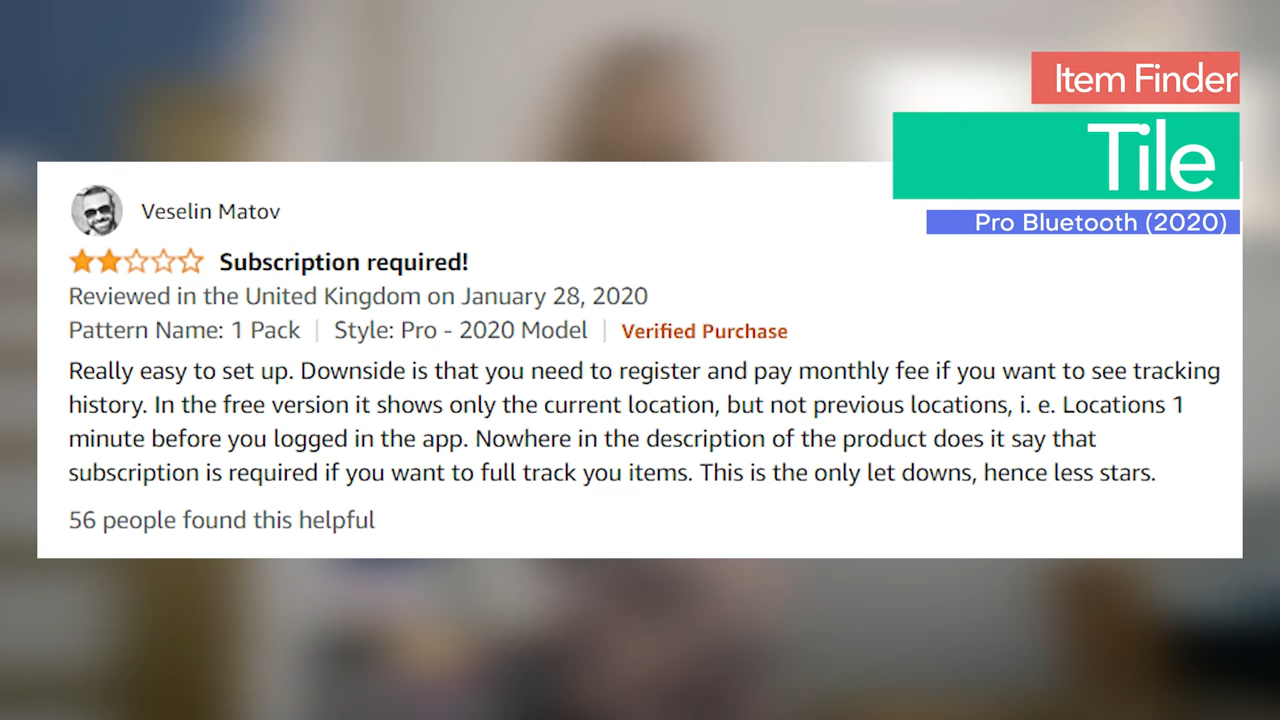 Item Finder
Tile
Pro Bluetooth (2020)
Veselin Matov
Subscription required!
Reviewed in the United Kingdom on January 28, 2020
Pattern Name: 1 Pack | Style: Pro - 2020 Model | Verified Purchase
Really easy to set up. Downside is that you need to register and pay monthly fee if you want to see tracking
history. In the free version it shows only the current location, but not previous locations, i. e. Locations 1
minute before you logged in the app. Nowhere in the description of the product does it say that
subscription is required if you want to full track you items. This is the only let downs, hence less stars.
56 people found this helpful